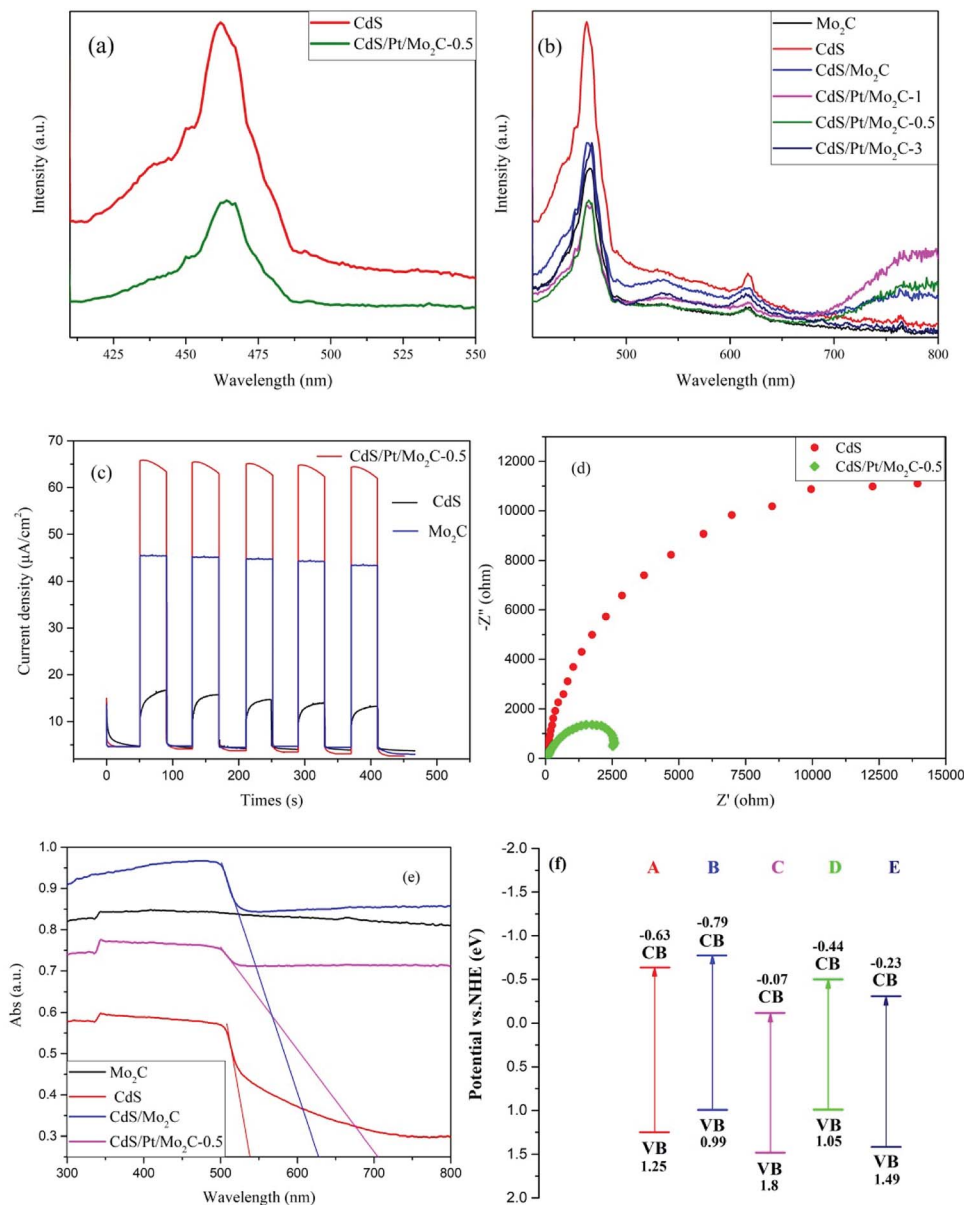 (a)
CdS
CdS/Pt/Mo₂C-0.5
Intensity (a.u.)
425 450 475 500 525 550
Wavelength (nm)
(b)
Mo₂C
CdS
CdS/Mo₂C
CdS/Pt/Mo₂C-1
CdS/Pt/Mo₂C-0.5
CdS/Pt/Mo₂C-3
Intensity (a.u.)
500 600 700 800
Wavelength (nm)
(c)
CdS/Pt/Mo₂C-0.5
CdS
Mo₂C
Current density (μA/cm²)
70
60
50
40
30
20
10
0 100 200 300 400 500
Times (s)
(d)
CdS
CdS/Pt/Mo₂C-0.5
-Z" (ohm)
12000
10000
8000
6000
4000
2000
0
0 2500 5000 7500 10000 12500 15000
Z' (ohm)
(e)
Abs (a.u.)
1.0
0.9
0.8
0.7
0.6
0.5
0.4
0.3
Mo₂C
CdS
CdS/Mo₂C
CdS/Pt/Mo₂C-0.5
300 400 500 600 700 800
Wavelength (nm)
(f)
Potential vs.NHE (eV)
-2.0
-1.5
-1.0
-0.5
0.0
0.5
1.0
1.5
2.0
A B C D E
-0.63
CB
VB
1.25
-0.79
CB
VB
0.99
-0.07
CB
VB
1.8
-0.44
CB
VB
1.05
-0.23
CB
VB
1.49